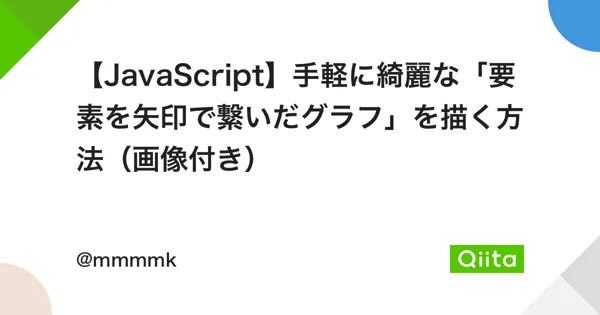 【JavaScript】手軽に綺麗な「要
素を矢印で繋いだグラフ」を描く方
法（画像付き）
@mmmmk
Qiita